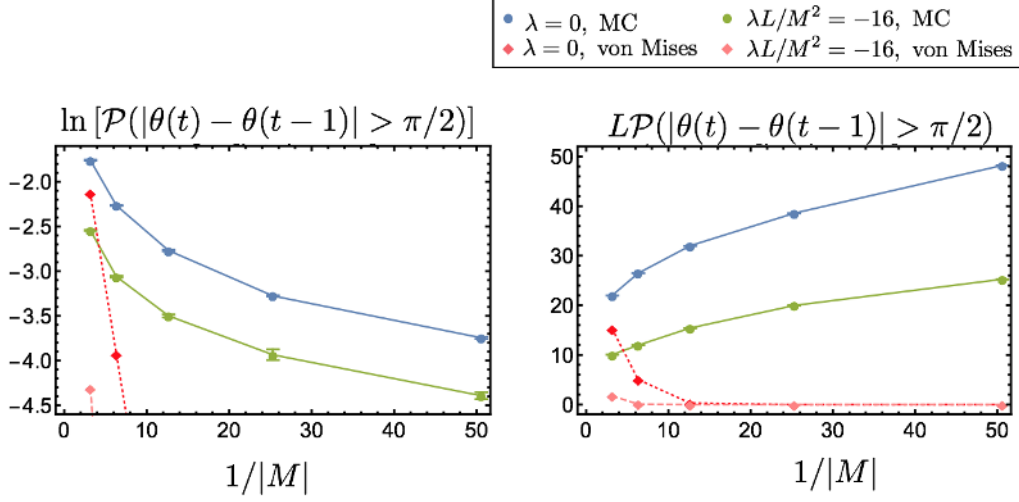 λ = 0, MC
λL/M² = −16, MC
λ = 0, von Mises
λL/M² = −16, von Mises
ln [𝒫(|θ(t) − θ(t−1)| > π/2)]
L𝒫(|θ(t) − θ(t−1)| > π/2)
−2.0
−2.5
−3.0
−3.5
−4.0
−4.5
0 10 20 30 40 50
1/|M|
50
40
30
20
10
0
0 10 20 30 40 50
1/|M|